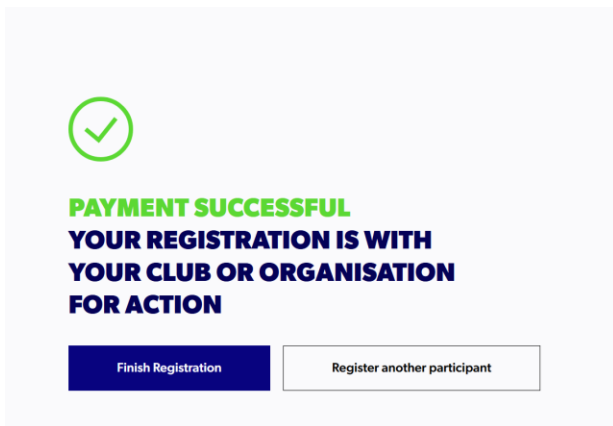 PAYMENT SUCCESSFUL
YOUR REGISTRATION IS WITH
YOUR CLUB OR ORGANISATION
FOR ACTION
Finish Registration
Register another participant